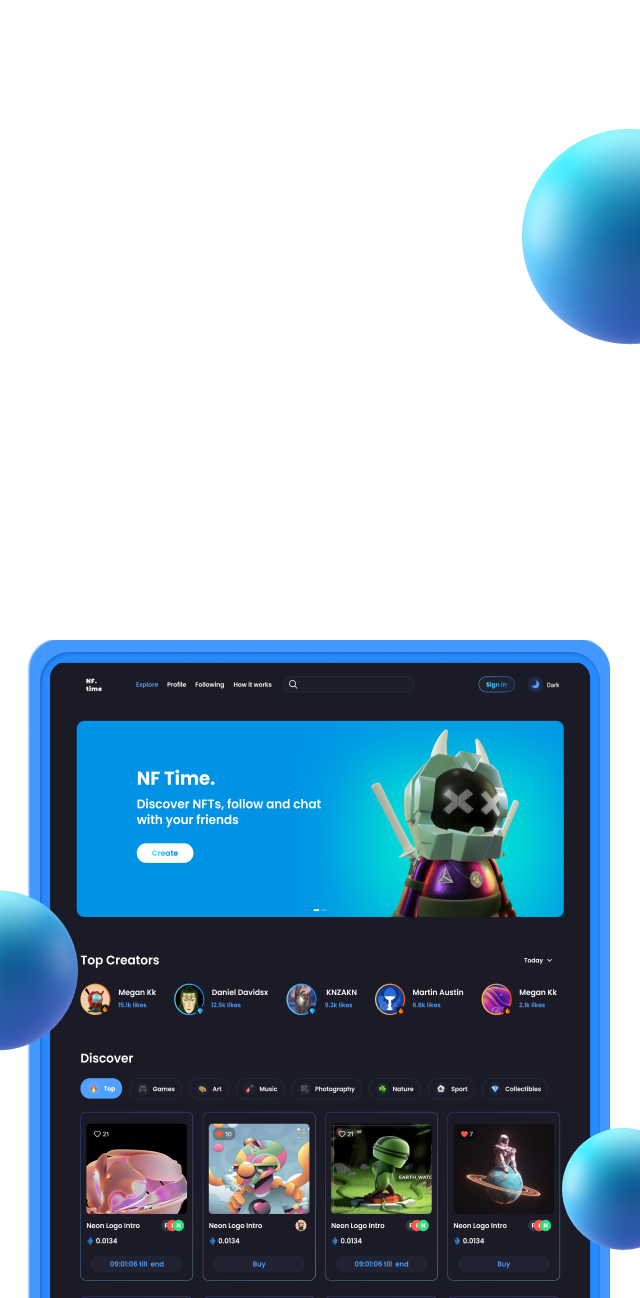 NF.
time
Explore Profile Following How it works
Sign in
Dark
NF Time.
Discover NFTs, follow and chat
with your friends
Create
Top Creators
Today
Megan Kk
15.1k likes
Daniel Davidsx
12.5k likes
KNZAKN
9.3k likes
Martin Austin
6.8k likes
Megan Kk
2.1k likes
Discover
Top Games Art Music Photography Nature Sport Collectibles
21
10
21
7
EARTH_WATC
Neon Logo Intro
Neon Logo Intro
Neon Logo Intro
Neon Logo Intro
0.0134
0.0134
0.0134
0.0134
09:01:06 till end
Buy
09:01:06 till end
Buy